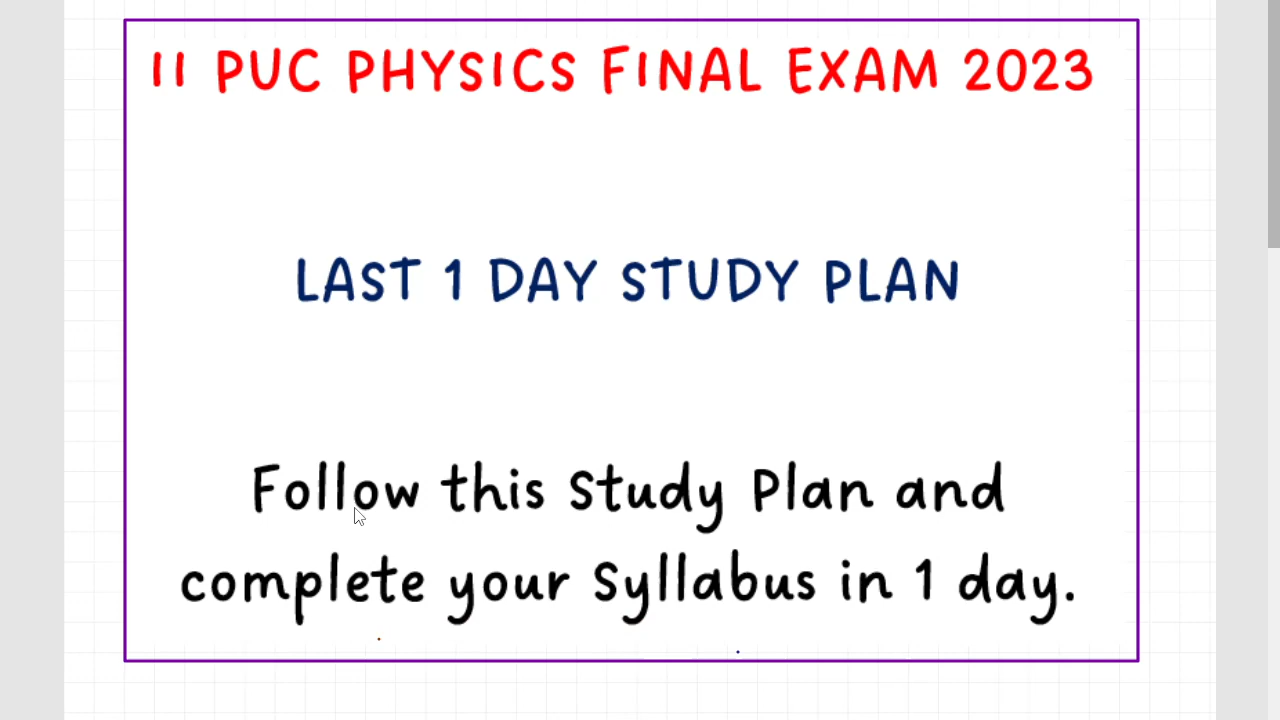 II PUC PHYSICS FINAL EXAM 2023
LAST 1 DAY STUDY PLAN
Follow this Study Plan and
complete your Syllabus in 1 day.